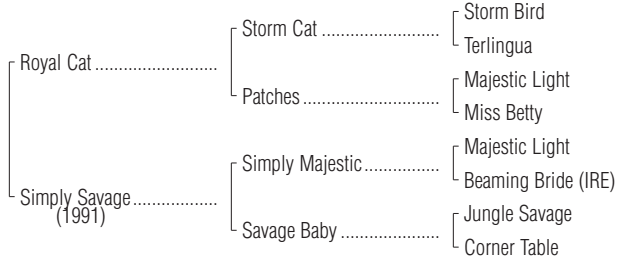 Storm Bird
Storm Cat ..........................
Terlingua
Royal Cat ..........................
Majestic Light
Patches .............................
Miss Betty
Majestic Light
Simply Majestic ................
Beaming Bride (IRE)
Simply Savage ..................
(1991)
Jungle Savage
Savage Baby .....................
Corner Table